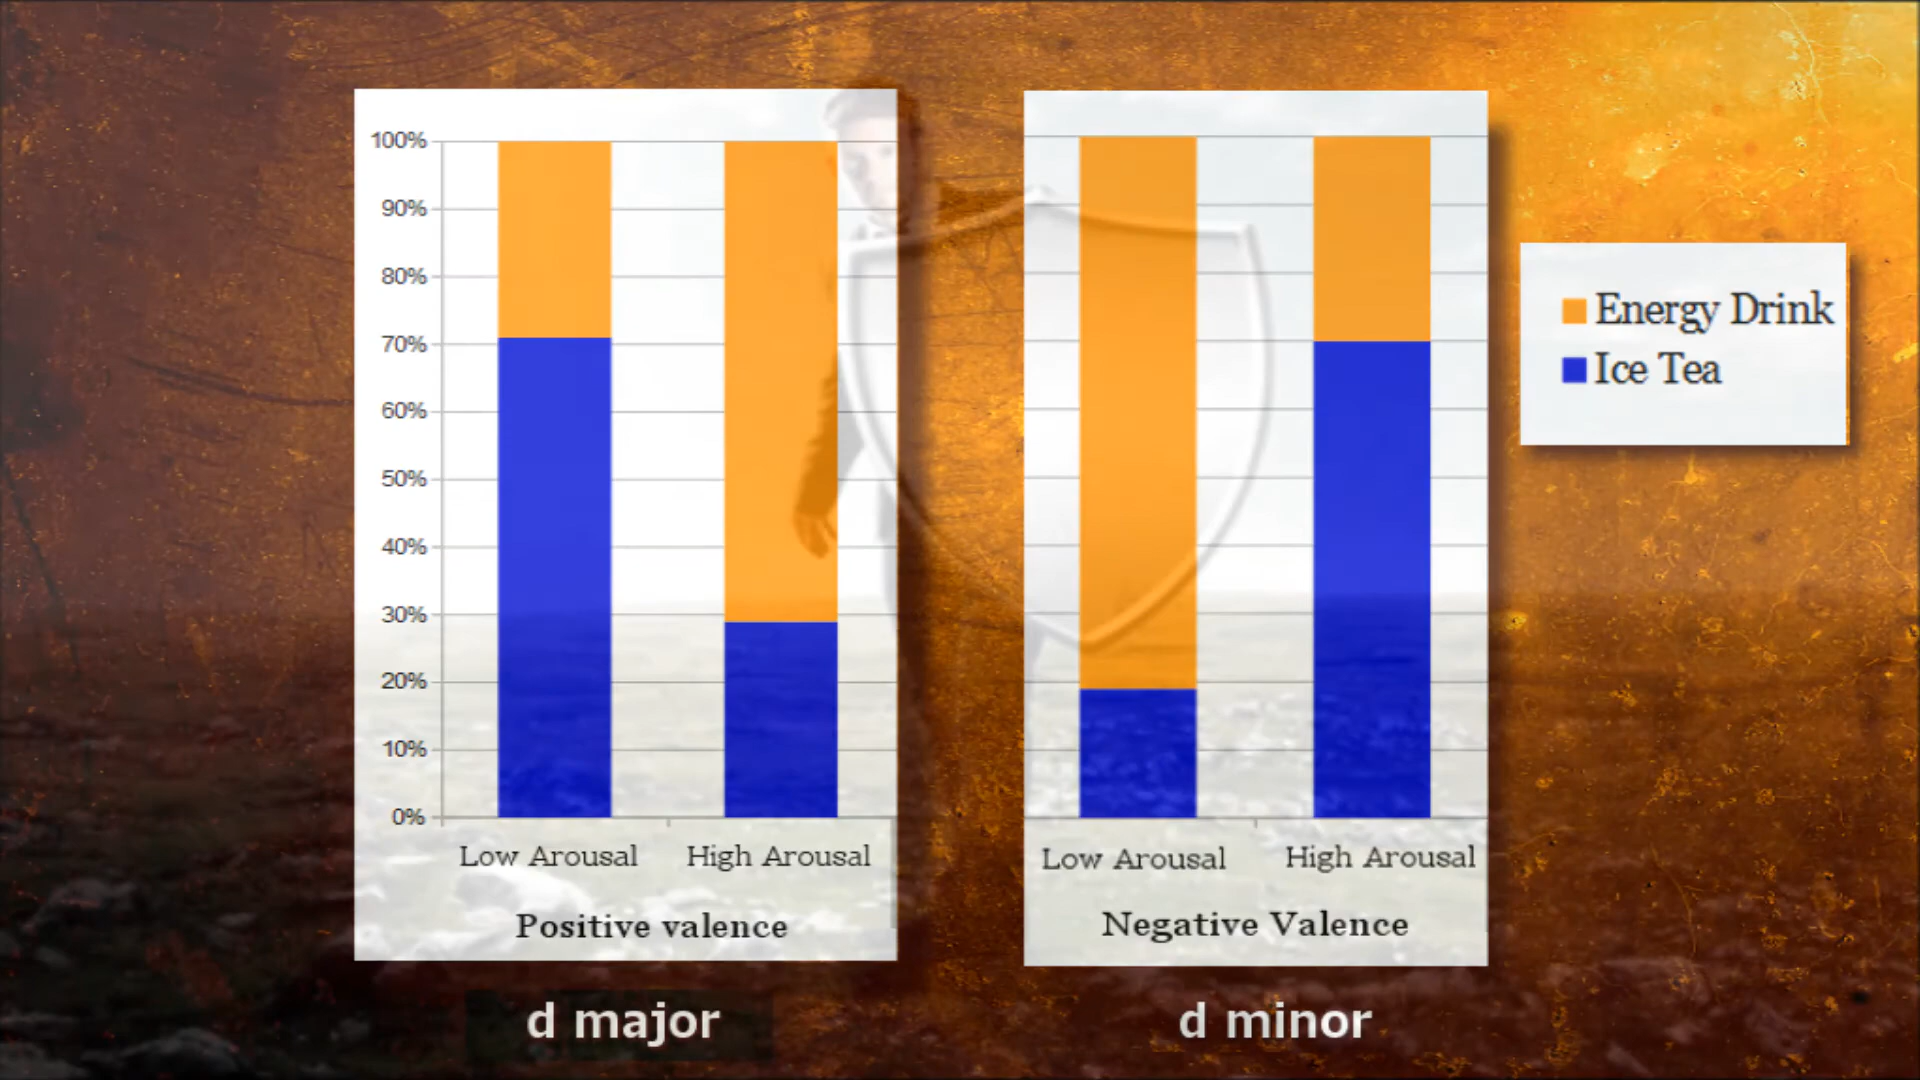 100%
90%
80%
70%
60%
50%
40%
30%
20%
10%
0%
Low Arousal High Arousal
Positive valence
d major
Low Arousal High Arousal
Negative Valence
d minor
Energy Drink
Ice Tea